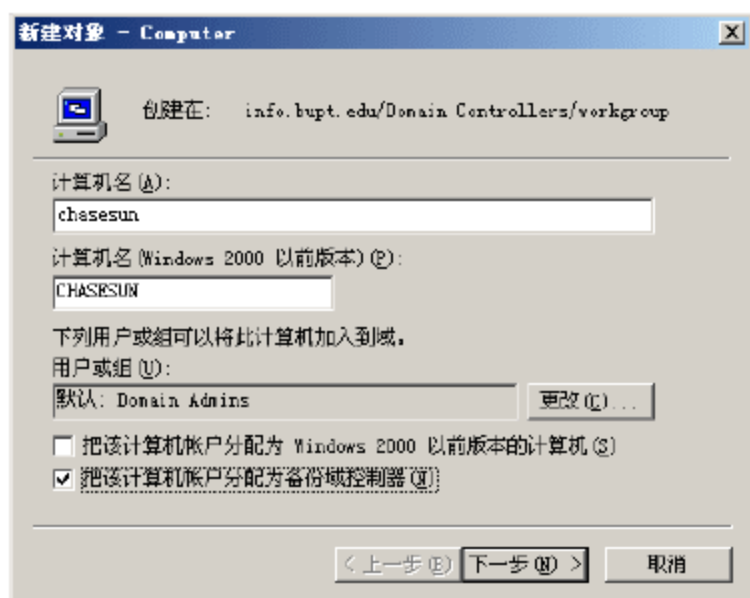 新建对象 - Computer
创建在: info.bupt.edu/Domain Controllers/workgroup
计算机名(A):
chasesun
计算机名(Windows 2000 以前版本)(P):
CHASESUN
下列用户或组可以将此计算机加入到域。
用户或组(U):
默认: Domain Admins
更改(C)...
把该计算机帐户分配为 Windows 2000 以前版本的计算机(S)
把该计算机帐户分配为备份域控制器(N)
< 上一步(B) 下一步(N) > 取消